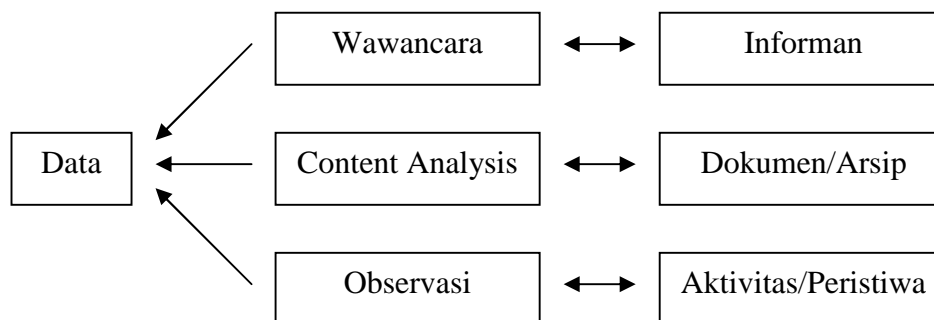 Wawancara
Informan
Data
Content Analysis
Dokumen/Arsip
Observasi
Aktivitas/Peristiwa